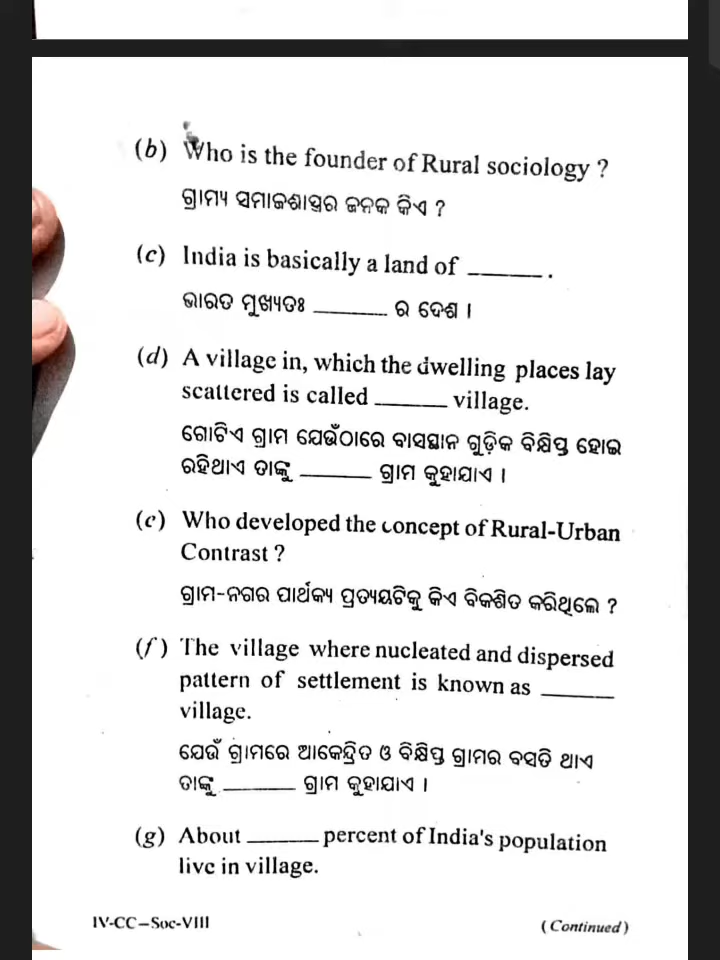 (b) Who is the founder of Rural sociology ?
ଗ୍ରାମ୍ୟ ସମାଜଶାସ୍ତ୍ରର ଜନକ କିଏ ?
(c) India is basically a land of ______ .
ଭାରତ ମୁଖ୍ୟତଃ ______ ର ଦେଶ ।
(d) A village in, which the dwelling places lay
scattered is called ______ village.
ଗୋଟିଏ ଗ୍ରାମ ଯେଉଁଠାରେ ବାସସ୍ଥାନ ଗୁଡ଼ିକ ବିକ୍ଷିପ୍ତ ହୋଇ
ରହିଥାଏ ତାଙ୍କୁ ______ ଗ୍ରାମ କୁହାଯାଏ ।
(e) Who developed the concept of Rural-Urban
Contrast ?
ଗ୍ରାମ-ନଗର ପାର୍ଥକ୍ୟ ପ୍ରତ୍ୟୟଟିକୁ କିଏ ବିକଶିତ କରିଥିଲେ ?
(f) The village where nucleated and dispersed
pattern of settlement is known as ______
village.
ଯେଉଁ ଗ୍ରାମରେ ଆକେନ୍ଦ୍ରିତ ଓ ବିକ୍ଷିପ୍ତ ଗ୍ରାମର ବସତି ଥାଏ
ତାଙ୍କୁ ______ ଗ୍ରାମ କୁହାଯାଏ ।
(g) About ______ percent of India's population
live in village.
IV-CC—Soc-VIII (Continued)